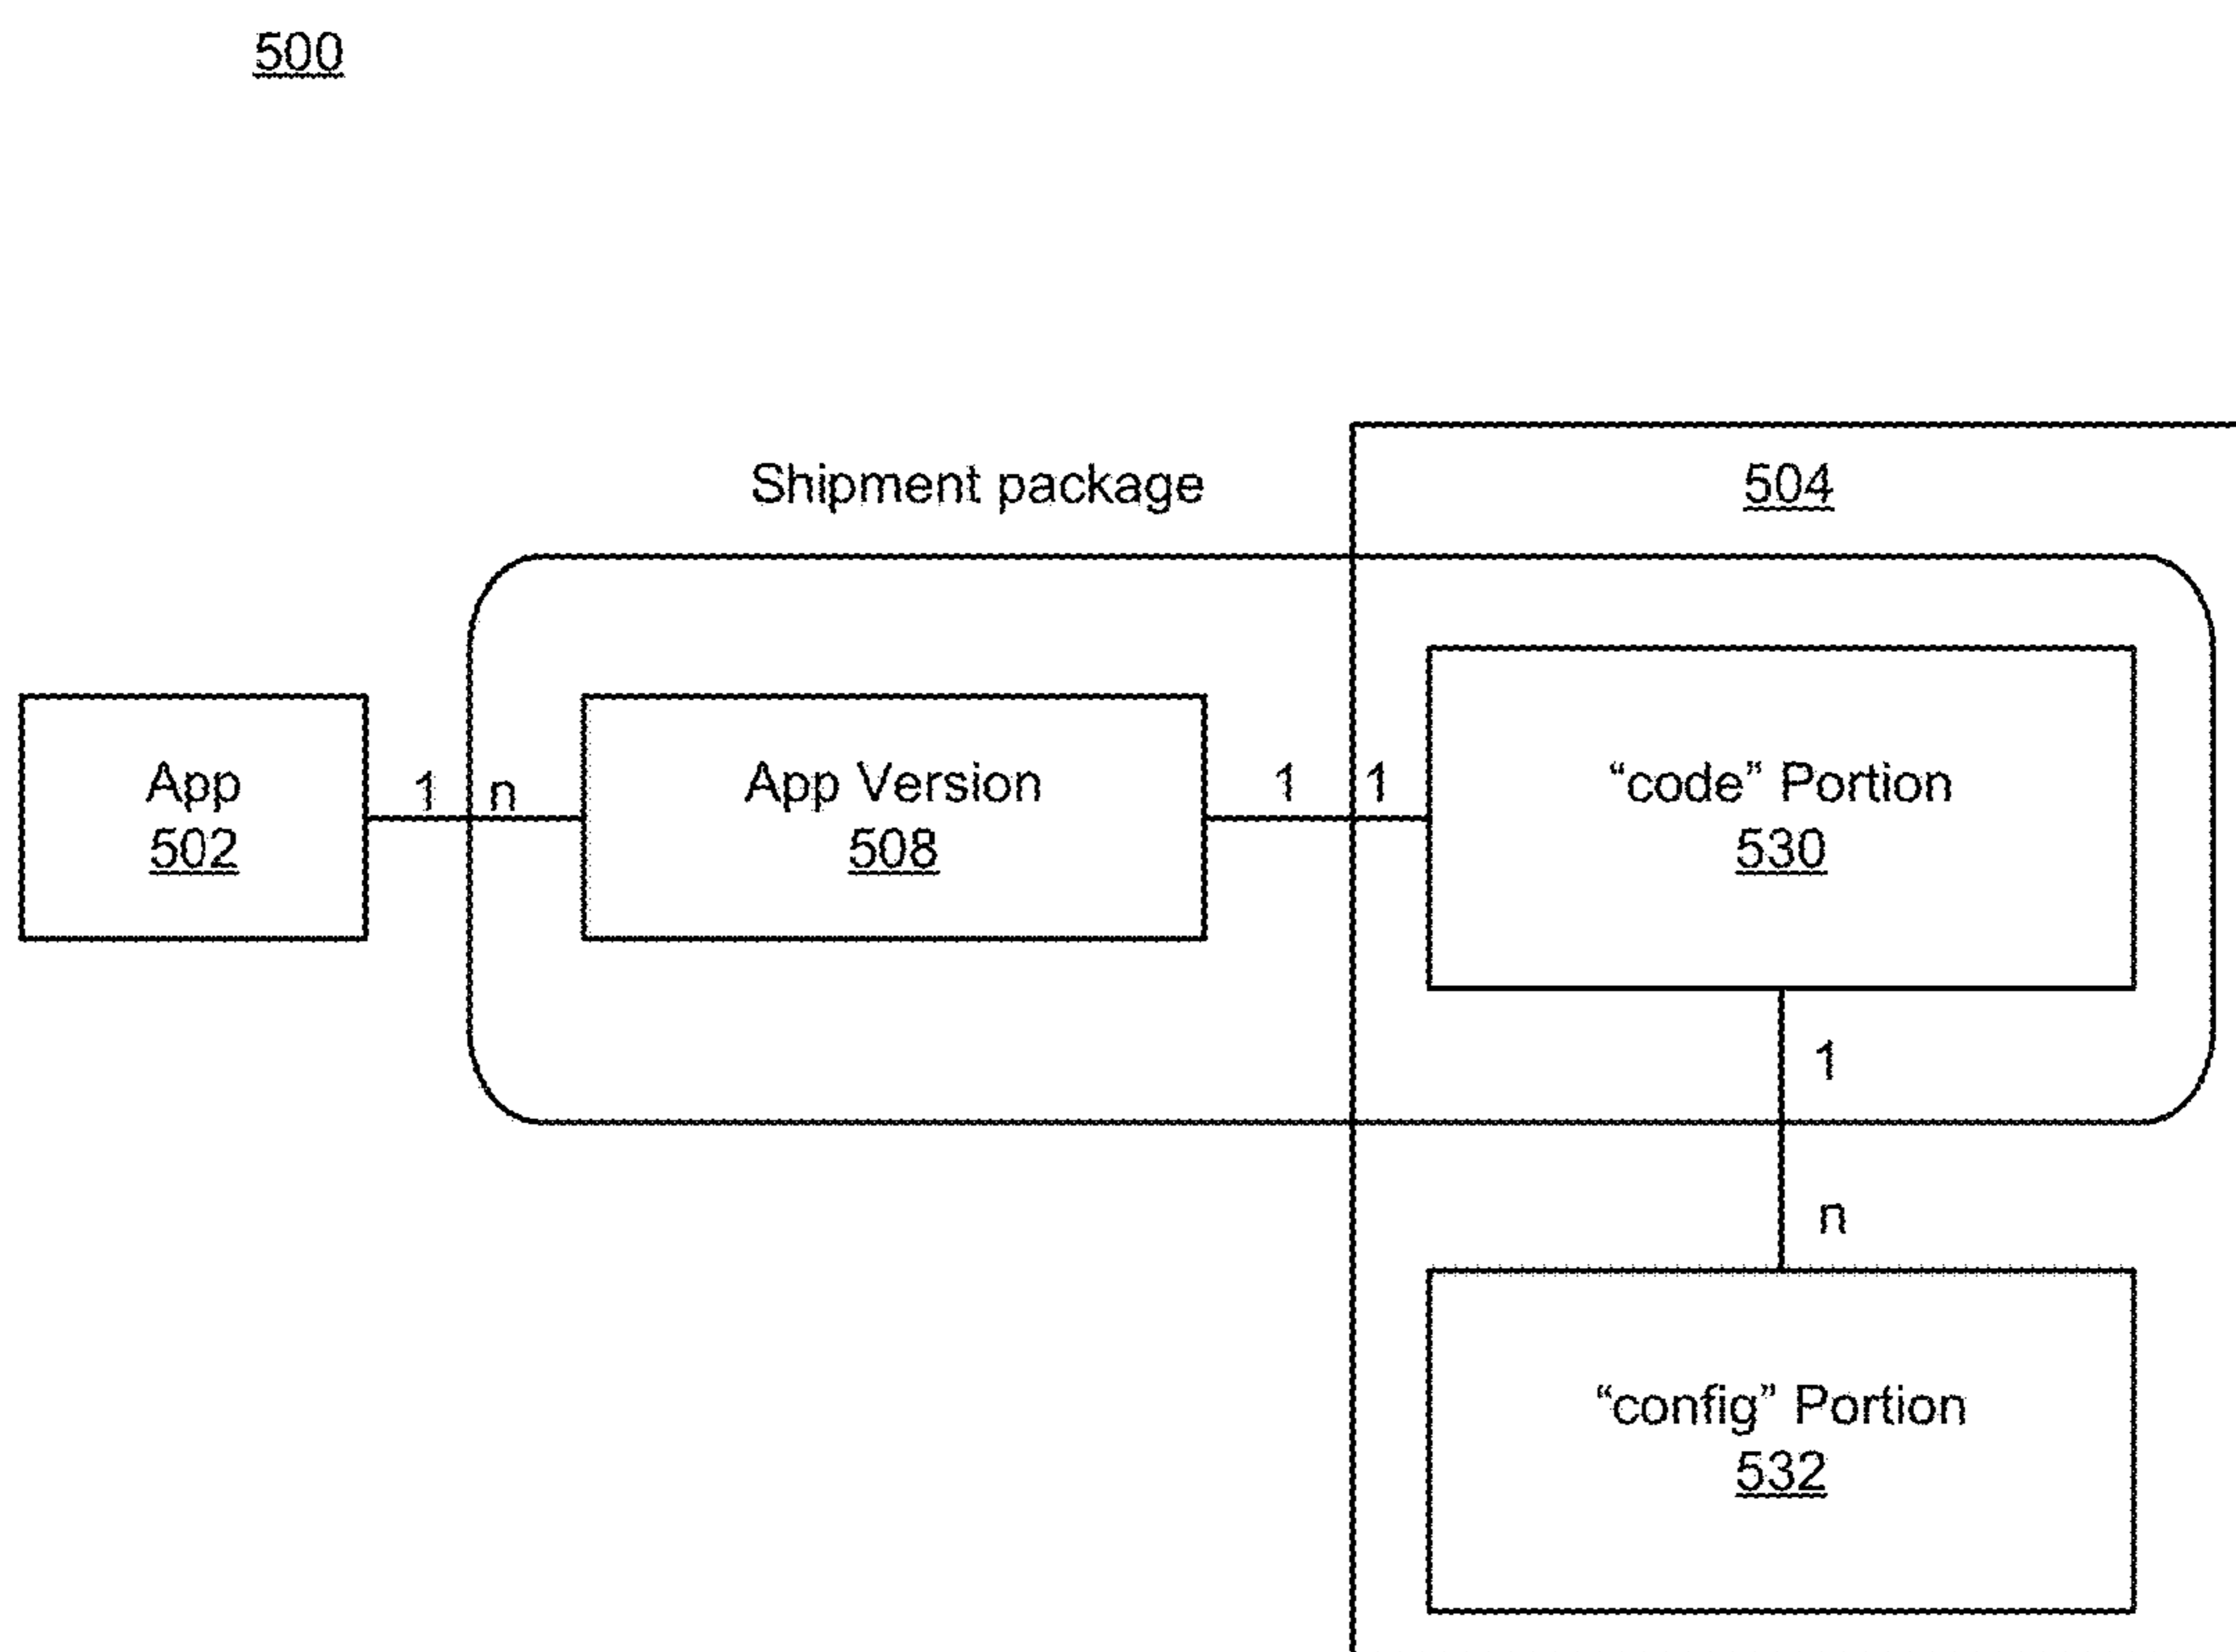 500
Shipment package
504
App
502
1
n
App Version
508
1
1
“code” Portion
530
1
n
“config” Portion
532